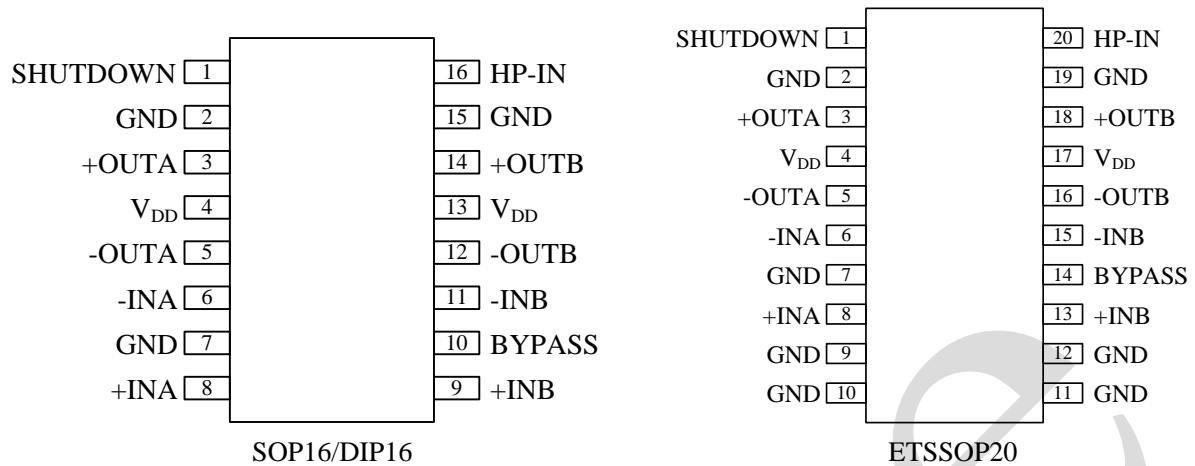 SHUTDOWN 1 16 HP-IN
GND 2 15 GND
+OUTA 3 14 +OUTB
VDD 4 13 VDD
-OUTA 5 12 -OUTB
-INA 6 11 -INB
GND 7 10 BYPASS
+INA 8 9 +INB
SOP16/DIP16
SHUTDOWN 1 20 HP-IN
GND 2 19 GND
+OUTA 3 18 +OUTB
VDD 4 17 VDD
-OUTA 5 16 -OUTB
-INA 6 15 -INB
GND 7 14 BYPASS
+INA 8 13 +INB
GND 9 12 GND
GND 10 11 GND
ETSSOP20